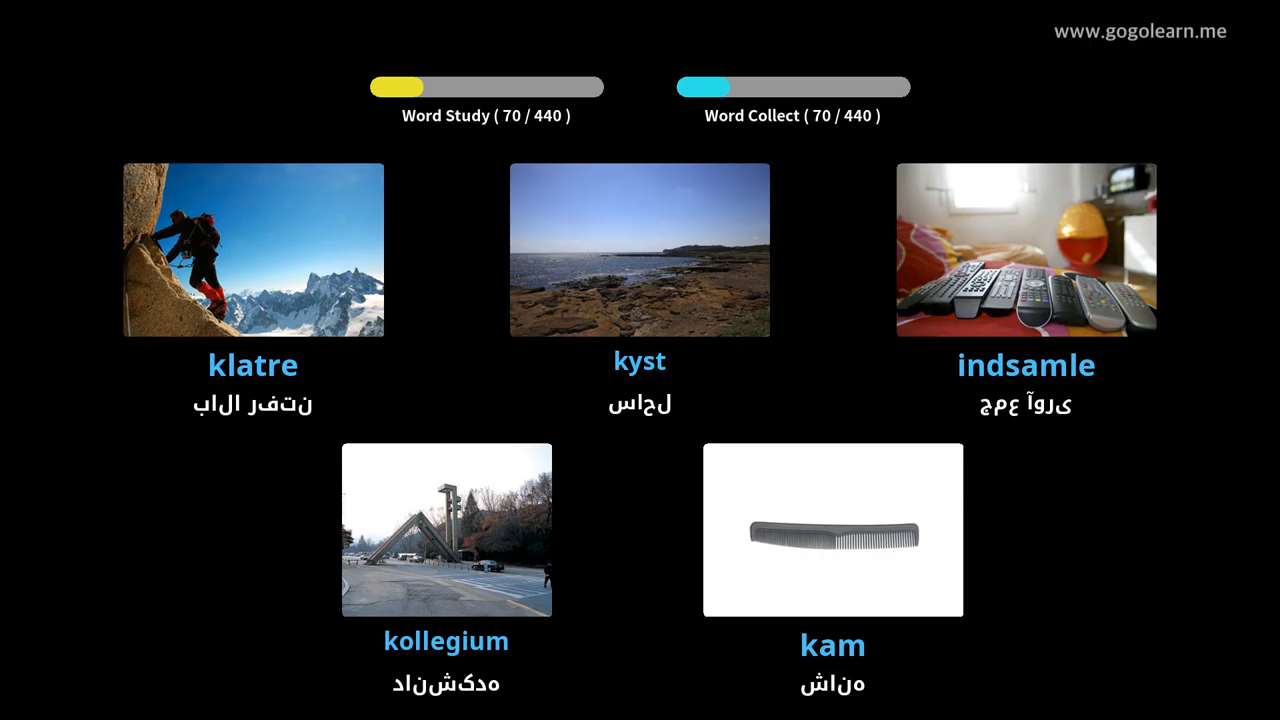 www.gogolearn.me
Word Study ( 70 / 440 )
Word Collect ( 70 / 440 )
klatre
نتفر الاب
kyst
لحاس
indsamle
یروآ عمج
kollegium
هدکشناد
kam
هناش